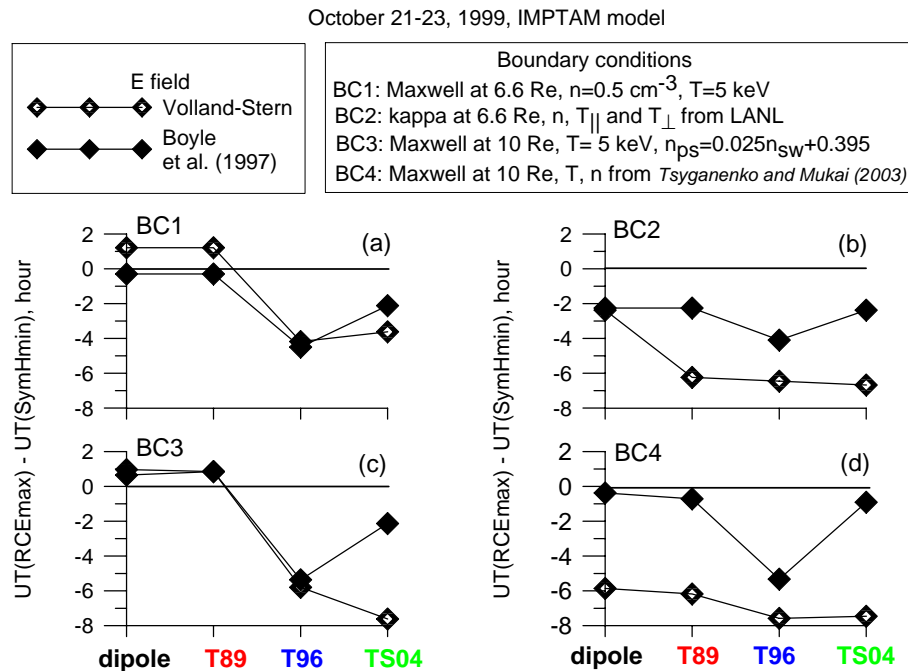 October 21-23, 1999, IMPTAM model
E field
Volland-Stern
Boyle
et al. (1997)
Boundary conditions
BC1: Maxwell at 6.6 Re, n=0.5 cm⁻³, T=5 keV
BC2: kappa at 6.6 Re, n, T|| and T⊥ from LANL
BC3: Maxwell at 10 Re, T= 5 keV, nps=0.025nsw+0.395
BC4: Maxwell at 10 Re, T, n from Tsyganenko and Mukai (2003)
UT(RCEmax) - UT(SymHmin), hour
BC1
(a)
2
0
-2
-4
-6
-8
UT(RCEmax) - UT(SymHmin), hour
BC2
(b)
2
0
-2
-4
-6
-8
BC3
(c)
2
0
-2
-4
-6
-8
dipole T89 T96 TS04
BC4
(d)
2
0
-2
-4
-6
-8
dipole T89 T96 TS04